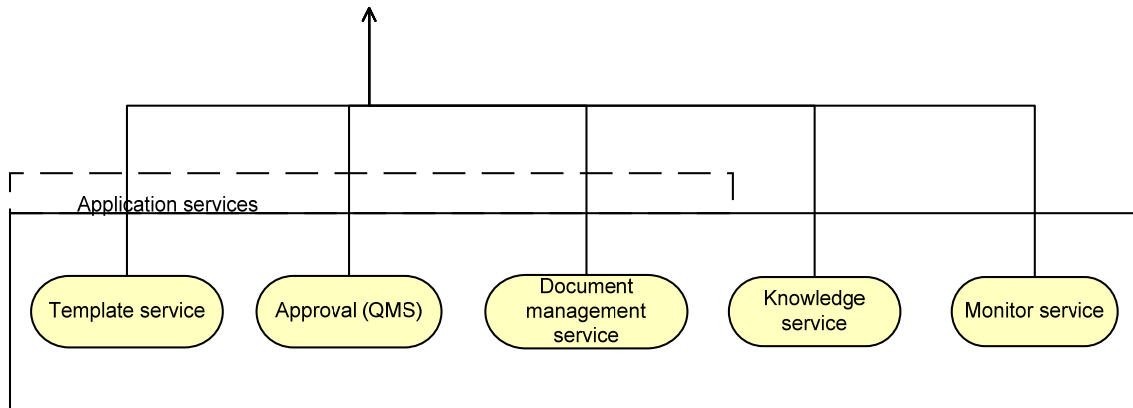 Application services
Template service
Approval (QMS)
Document
management
service
Knowledge
service
Monitor service